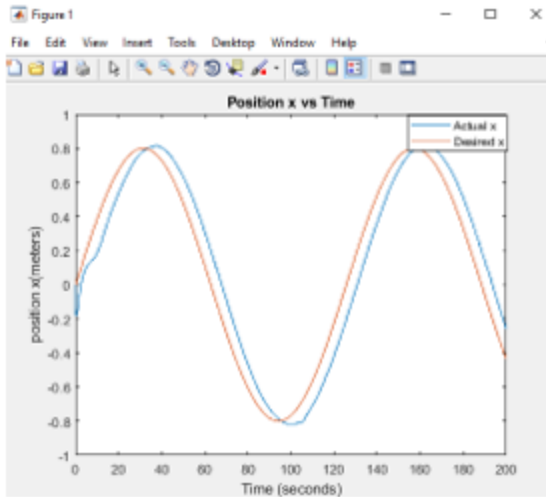 Figure 1
File Edit View Insert Tools Desktop Window Help
Position x vs Time
Actual x
Desired x
1
0.8
0.6
0.4
0.2
0
-0.2
-0.4
-0.6
-0.8
-1
position x(meters)
0 20 40 60 80 100 120 140 160 180 200
Time (seconds)